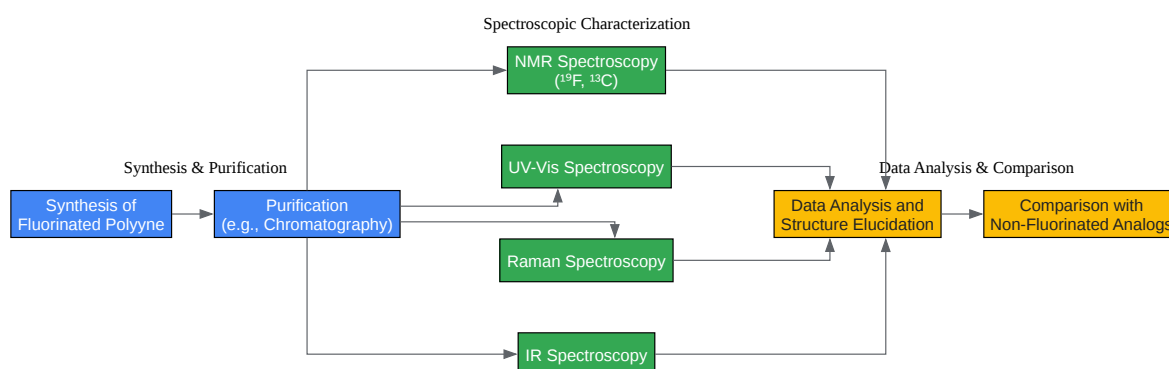 Spectroscopic Characterization
NMR Spectroscopy
(¹⁹F, ¹³C)
Synthesis & Purification
UV-Vis Spectroscopy
Data Analysis & Comparison
Synthesis of
Fluorinated Polyyne
Purification
(e.g., Chromatography)
Data Analysis and
Structure Elucidation
Comparison with
Non-Fluorinated Analogs
Raman Spectroscopy
IR Spectroscopy